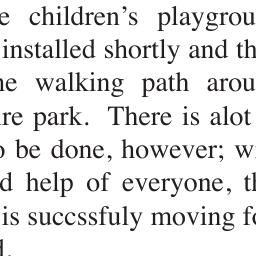 e children's playgrou
installed shortly and th
ne walking path arou
re park. There is alot
o be done, however; w
d help of everyone, th
is succssfuly moving fo
d.